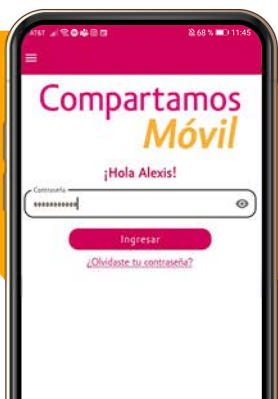 AT&T 68 % 11:45
Compartamos
Móvil
¡Hola Alexis!
Contraseña
***********
Ingresar
¿Olvidaste tu contraseña?